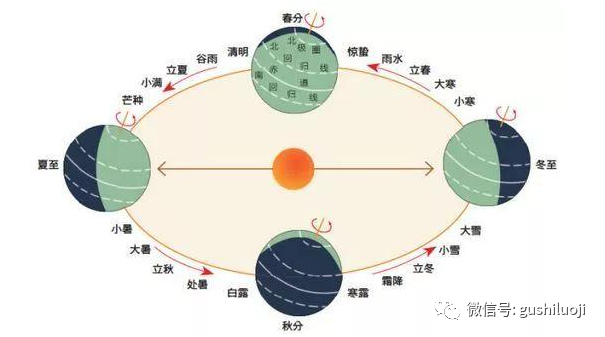 春分
清明
谷雨
立夏
小满
芒种
夏至
小暑
大暑
立秋
处暑
白露
秋分
寒露
霜降
立冬
小雪
大雪
冬至
小寒
大寒
立春
雨水
惊蛰
北极圈
北回归线
赤道
南回归线
微信号: gushiluoji